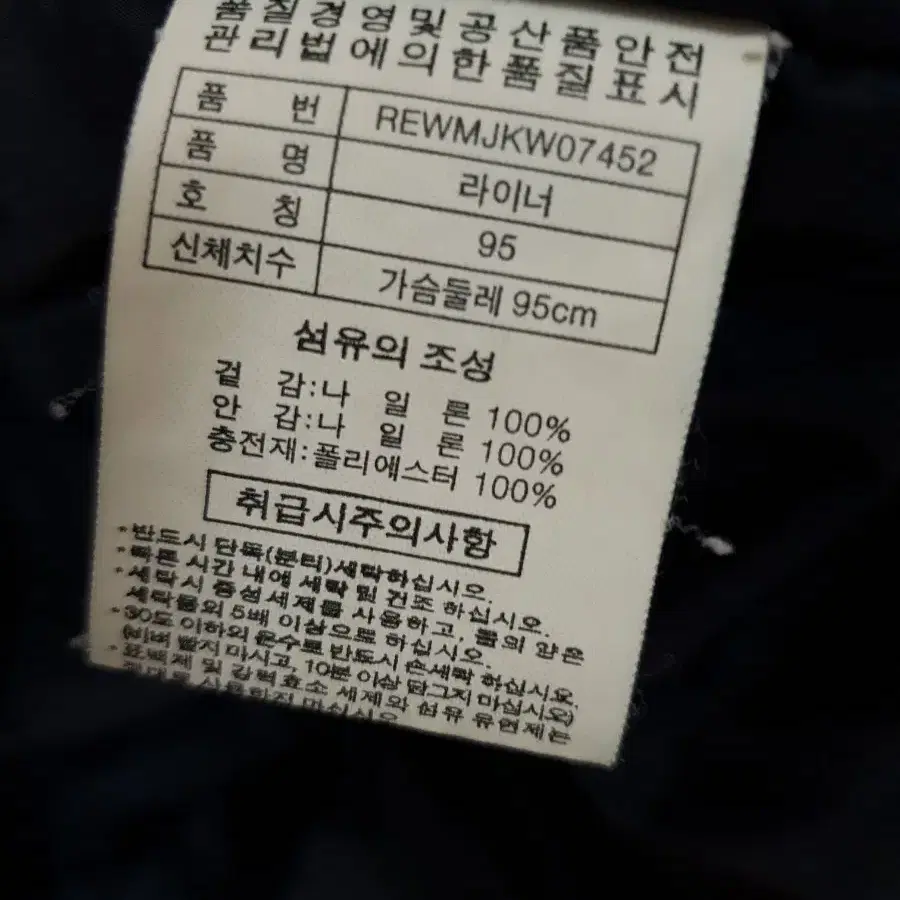 품질경영및공산품안전
관리법에의한품질표시
품 번 REWMJKW07452
품 명 라이너
호 칭 95
신체치수 가슴둘레 95cm
섬유의 조성
겉 감:나 일 론 100%
안 감:나 일 론 100%
충전재:폴리에스터 100%
취급시주의사항
*반드시 단독(분리)세탁하십시오.
*빠른 시간 내에 세탁 및 건조 하십시오.
*세탁시 중성세제를 사용하고, 물의 양은
세탁물의 5배 이상으로 하십시오.
*30도 이하의 온수로 반드시 손세탁 하십시오.
(비벼 빨지 마시고, 10분 이상 담그지 마십시오)
*표백제 및 강력효소 세제와 섬유 유연제는
사용하지 마십시오